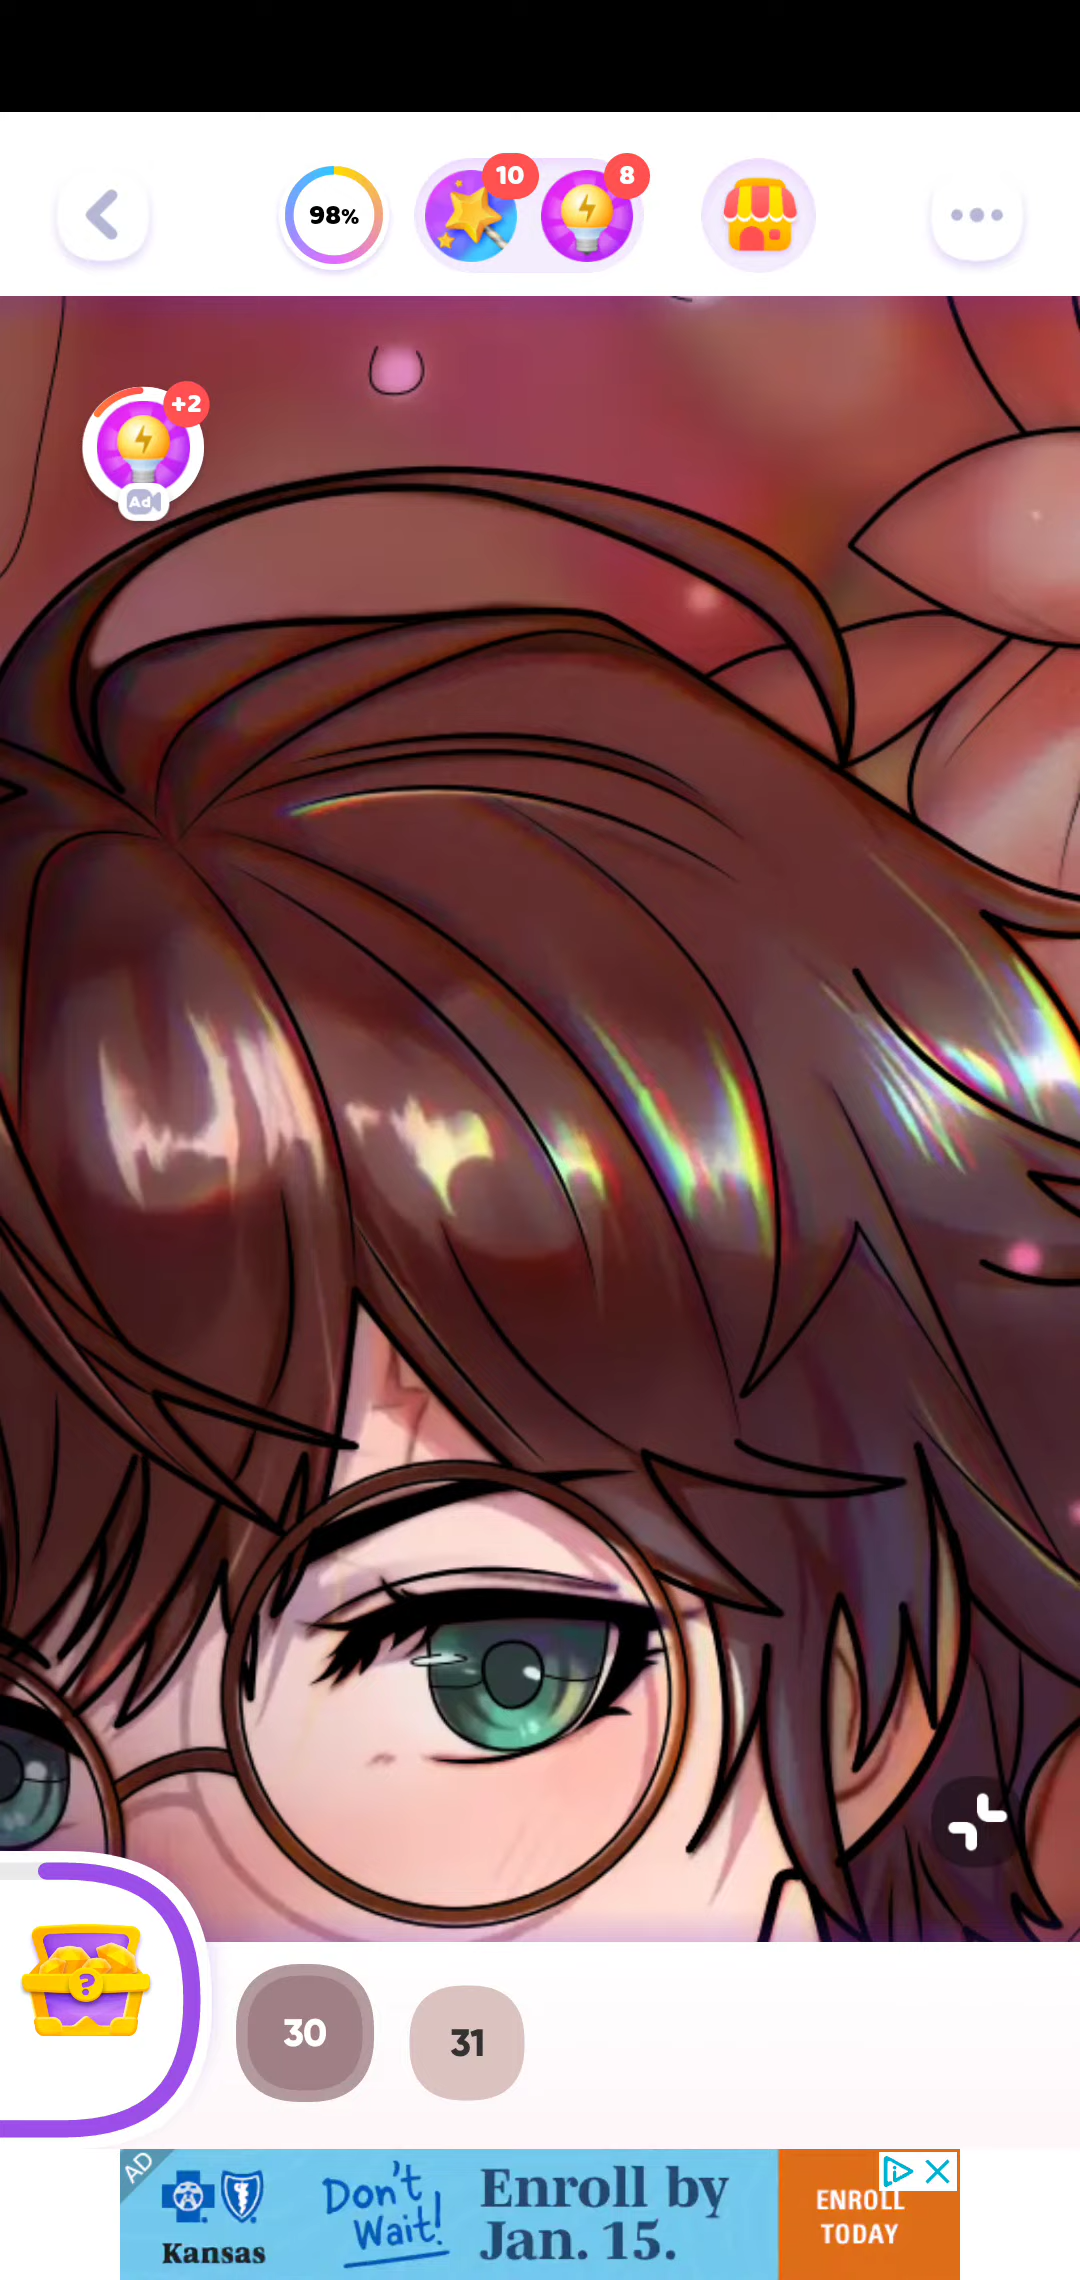 98%
10
8
+2
Ad
?
30
31
AD
Kansas
Don't
Wait!
Enroll by
Jan. 15.
ENROLL
TODAY